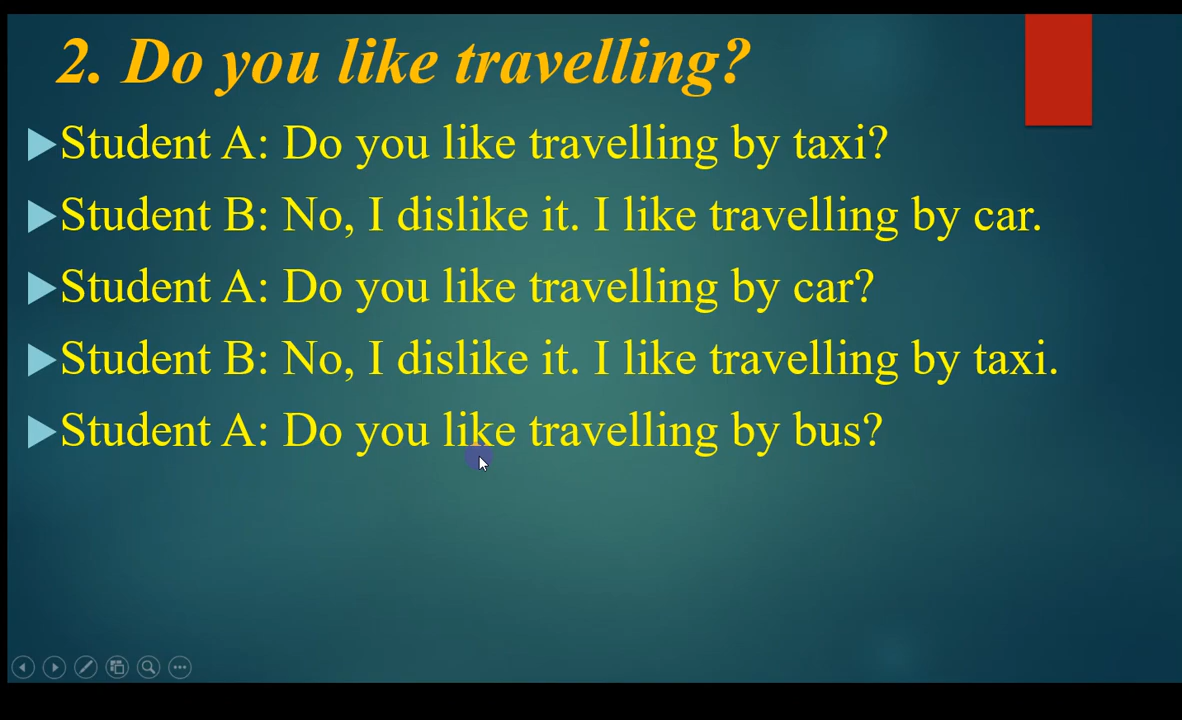 2. Do you like travelling?
Student A: Do you like travelling by taxi?
Student B: No, I dislike it. I like travelling by car.
Student A: Do you like travelling by car?
Student B: No, I dislike it. I like travelling by taxi.
Student A: Do you like travelling by bus?